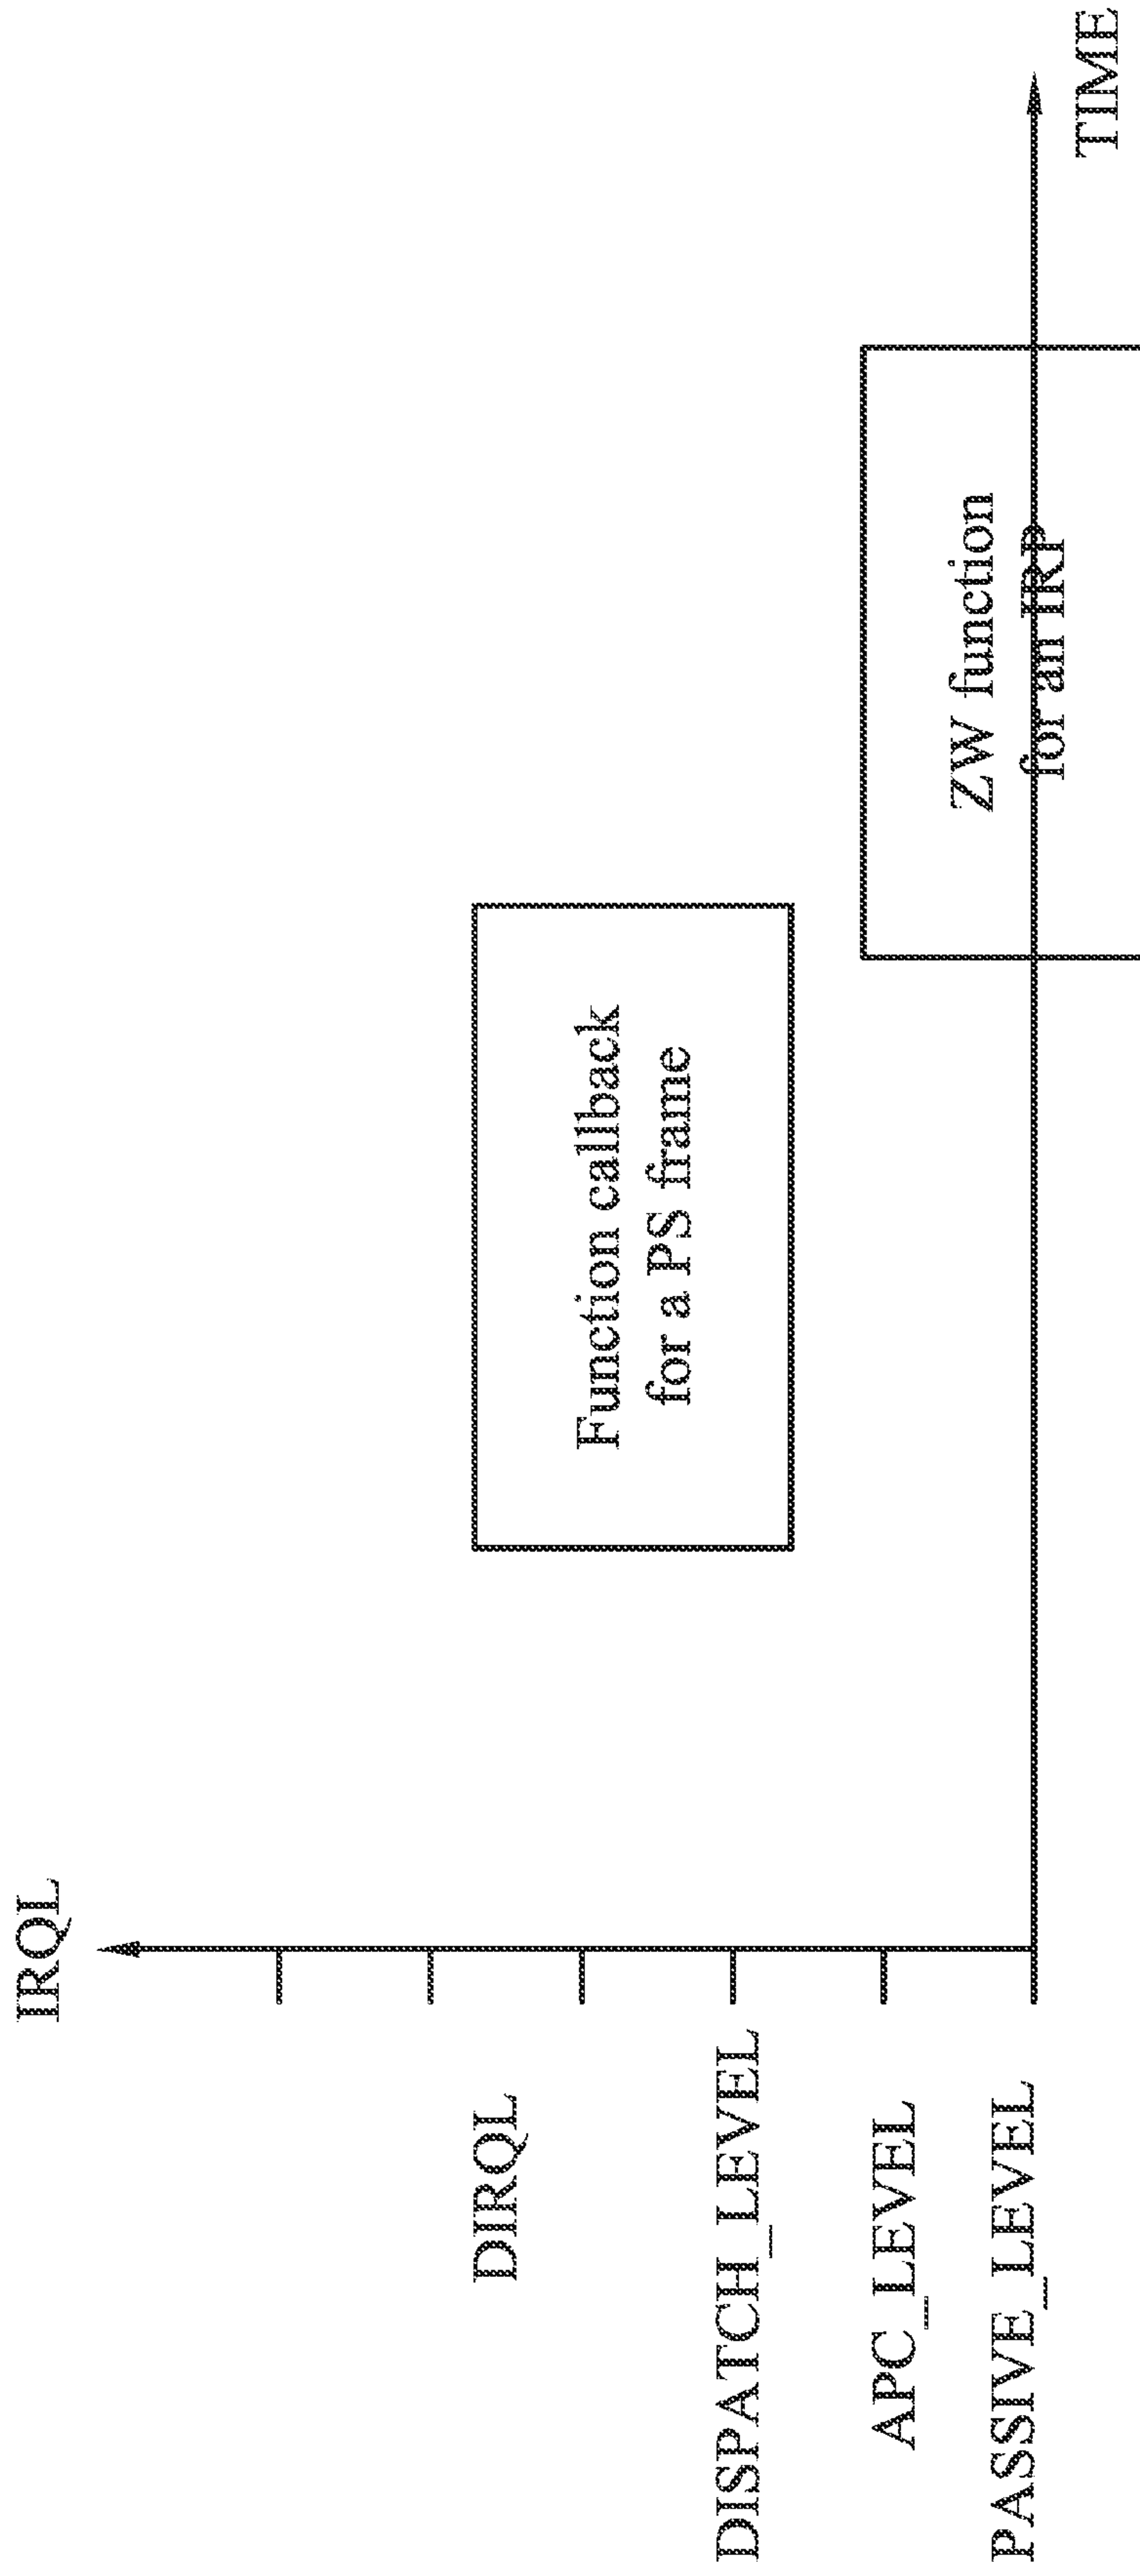 IRQL
DIRQL
DISPATCH_LEVEL
APC_LEVEL
PASSIVE_LEVEL
Function callback
for a PS frame
ZW function
for an IRP
TIME